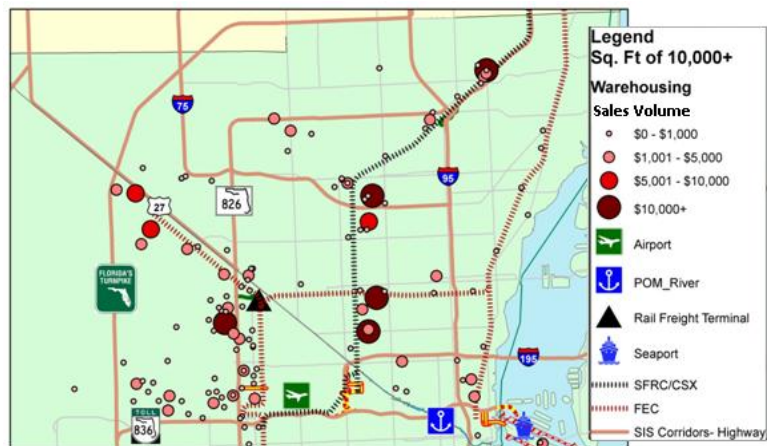 Legend
Sq. Ft of 10,000+
Warehousing
Sales Volume
$0 - $1,000
$1,001 - $5,000
$5,001 - $10,000
$10,000+
Airport
POM_River
Rail Freight Terminal
Seaport
SFRC/CSX
FEC
SIS Corridors- Highway
75
95
27
826
FLORIDA'S
TURNPIKE
195
TOLL
836